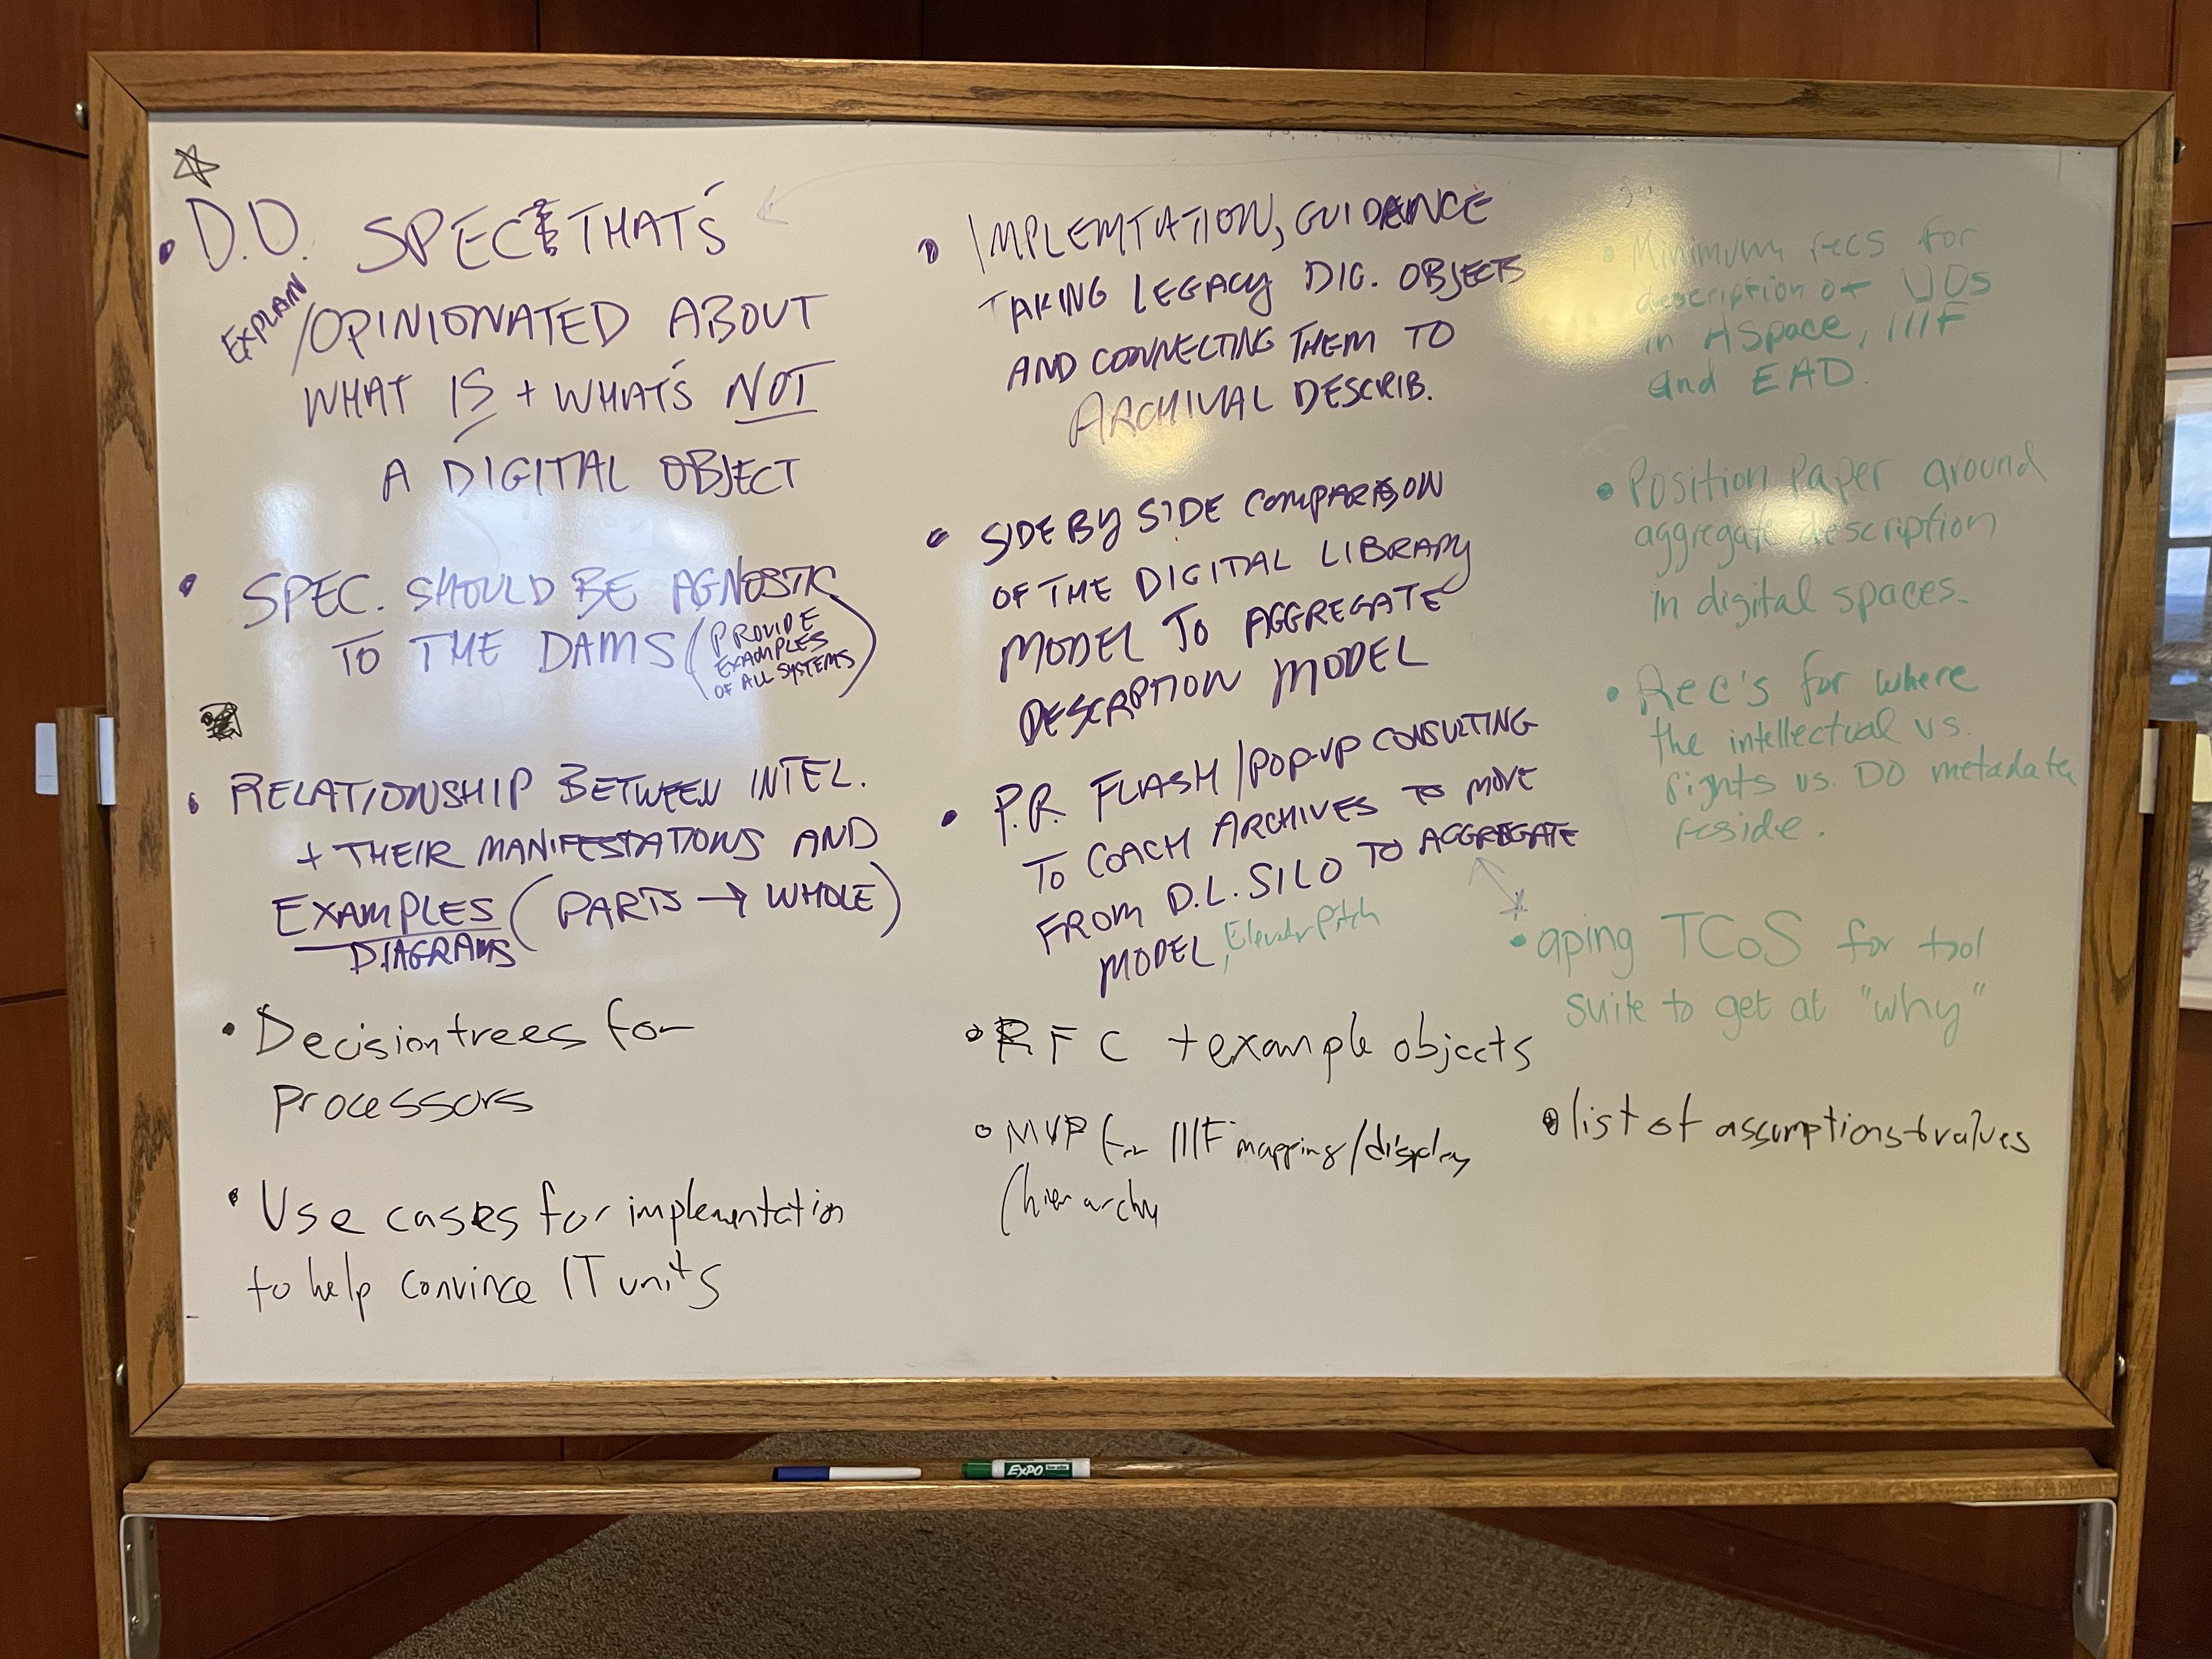 • D.O. SPEC THAT'S
EXPLAIN
/OPINIONATED ABOUT
WHAT IS + WHAT'S NOT
A DIGITAL OBJECT
• SPEC. SHOULD BE AGNOSTIC
TO THE DAMS (PROVIDE
EXAMPLES
OF ALL SYSTEMS)
• RELATIONSHIP BETWEEN INTEL.
+ THEIR MANIFESTATIONS AND
EXAMPLES (PARTS → WHOLE)
DIAGRAMS
• Decision trees for
processors
• Use cases for implementation
to help convince IT units
• IMPLEMTATION, GUIDENCE
TAKING LEGACY DIG. OBJECTS
AND CONNECTING THEM TO
ARCHIVAL DESCRIB.
• SIDE BY SIDE COMPARISON
OF THE DIGITAL LIBRARY
MODEL TO AGGREGATE
DESCRIPTION MODEL
• P.R. FLASH/POP-UP CONSULTING
TO COACH ARCHIVES TO MOVE
FROM D.L. SILO TO AGGREGATE
MODEL, Elevator Pitch
• RFC + example objects
• MVP for IIIF mapping/display
/hierarchy
• Minimum recs for
description of DOs
in ASpace, IIIF
and EAD.
• Position Paper around
aggregate description
in digital spaces.
• Rec's for where
the intellectual vs.
rights vs. DO metadata
reside.
• aping TCoS for tool
suite to get at "why"
• list of assumptions + values
EXPO